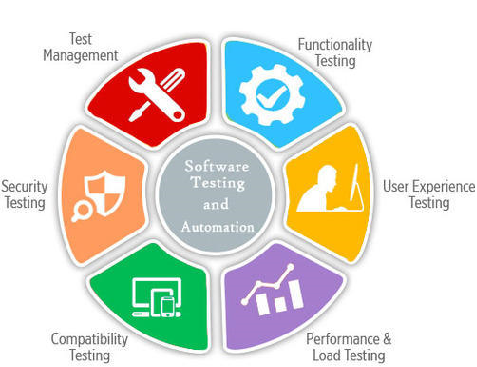 Test
Management
Functionality
Testing
Security
Testing
Software
Testing
and
Automation
User Experience
Testing
Compatibility
Testing
Performance &
Load Testing